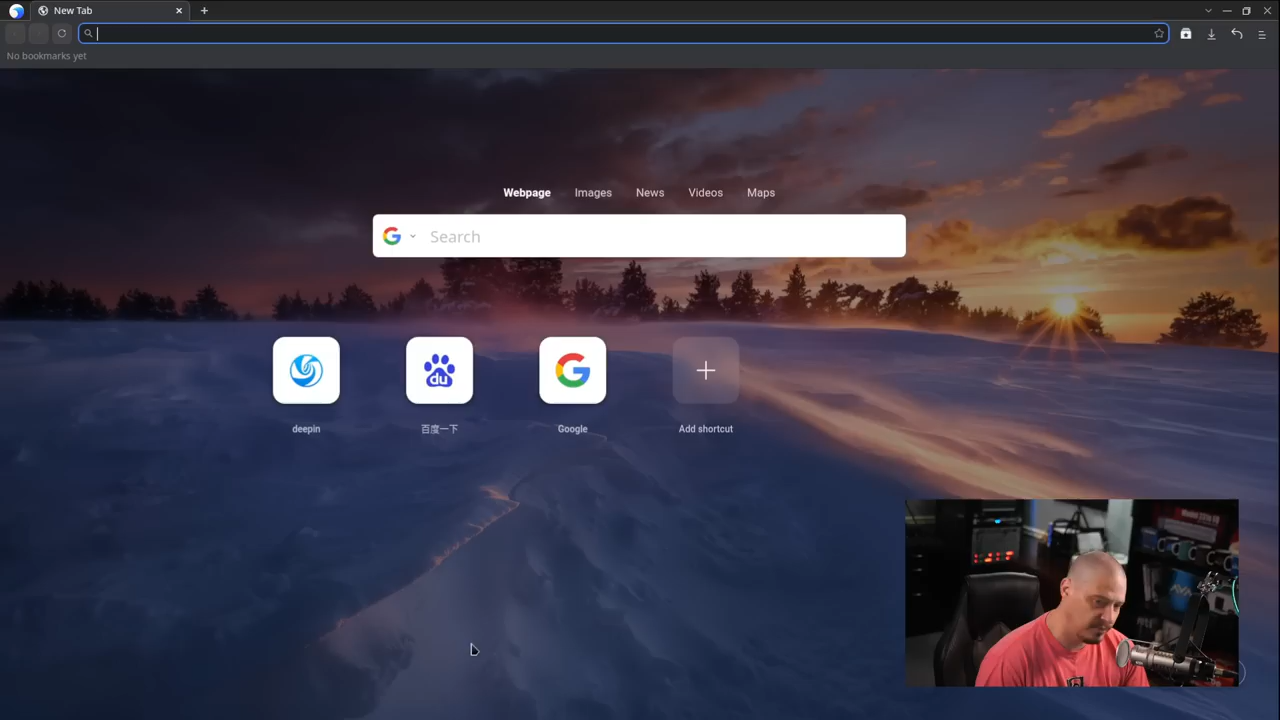 New Tab
No bookmarks yet
Webpage Images News Videos Maps
Search
du
deepin 百度一下 Google Add shortcut